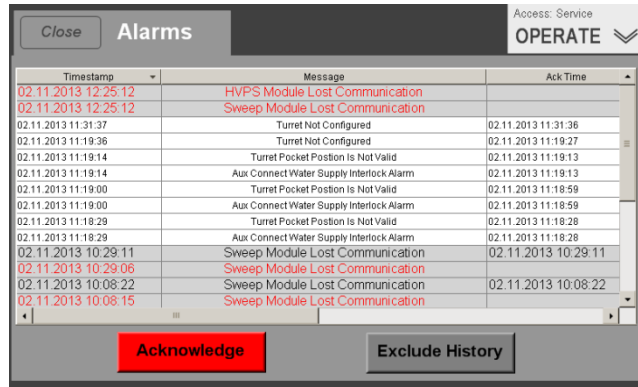 Close
Alarms
Access: Service
OPERATE
Timestamp Message Ack Time
02.11.2013 12:25:12 HVPS Module Lost Communication
02.11.2013 12:25:12 Sweep Module Lost Communication
02.11.2013 11:31:37 Turret Not Configured 02.11.2013 11:31:36
02.11.2013 11:19:36 Turret Not Configured 02.11.2013 11:19:27
02.11.2013 11:19:14 Turret Pocket Postion Is Not Valid 02.11.2013 11:19:13
02.11.2013 11:19:14 Aux Connect Water Supply Interlock Alarm 02.11.2013 11:19:13
02.11.2013 11:19:00 Turret Pocket Postion Is Not Valid 02.11.2013 11:18:59
02.11.2013 11:19:00 Aux Connect Water Supply Interlock Alarm 02.11.2013 11:18:59
02.11.2013 11:18:29 Turret Pocket Postion Is Not Valid 02.11.2013 11:18:28
02.11.2013 11:18:29 Aux Connect Water Supply Interlock Alarm 02.11.2013 11:18:28
02.11.2013 10:29:11 Sweep Module Lost Communication 02.11.2013 10:29:11
02.11.2013 10:29:06 Sweep Module Lost Communication
02.11.2013 10:08:22 Sweep Module Lost Communication 02.11.2013 10:08:22
02.11.2013 10:08:15 Sweep Module Lost Communication
Acknowledge
Exclude History